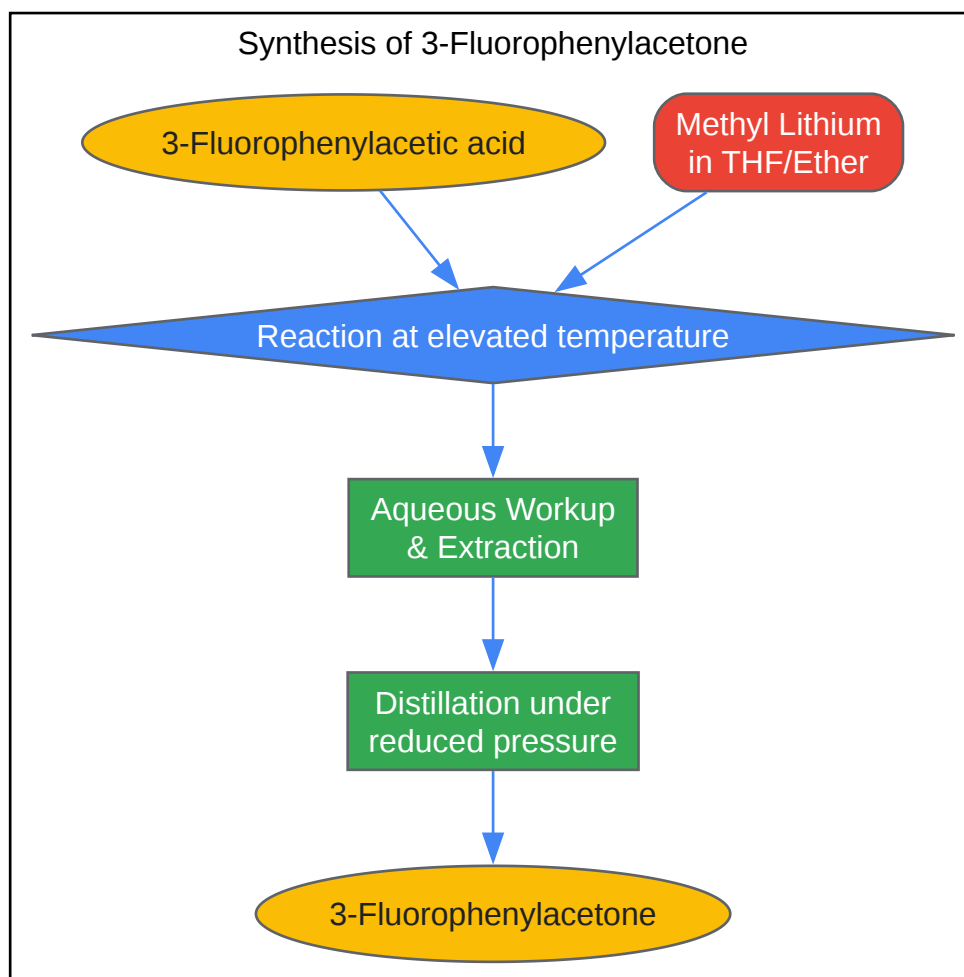 Synthesis of 3-Fluorophenylacetone
3-Fluorophenylacetic acid
Methyl Lithium
in THF/Ether
Reaction at elevated temperature
Aqueous Workup
& Extraction
Distillation under
reduced pressure
3-Fluorophenylacetone